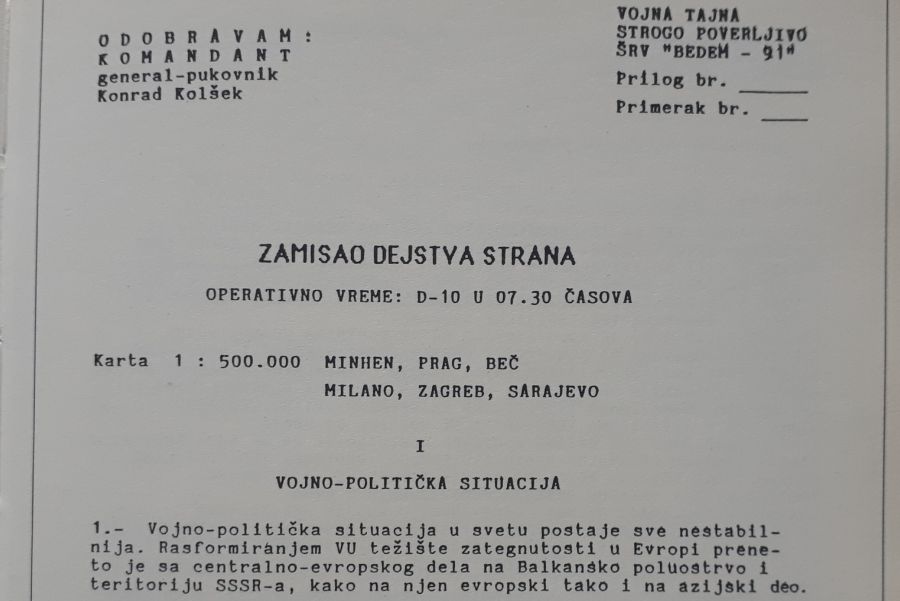 O D O B R A V A M :
K O M A N D A N T
general-pukovnik
Konrad Kolšek
VOJNA TAJNA
STROGO POVERLJIVO
ŠRV "BEDEM - 91"
Prilog br. ______
Primerak br. ____
ZAMISAO DEJSTVA STRANA
OPERATIVNO VREME: D-10 U 07.30 ČASOVA
Karta 1 : 500.000 MINHEN, PRAG, BEČ
MILANO, ZAGREB, SARAJEVO
I
VOJNO-POLITIČKA SITUACIJA
1.- Vojno-politička situacija u svetu postaje sve nestabil-
nija. Rasformiranjem VU težište zategnutosti u Evropi prene-
to je sa centralno-evropskog dela na Balkansko poluostrvo i
teritoriju SSSR-a, kako na njen evropski tako i na azijski deo.